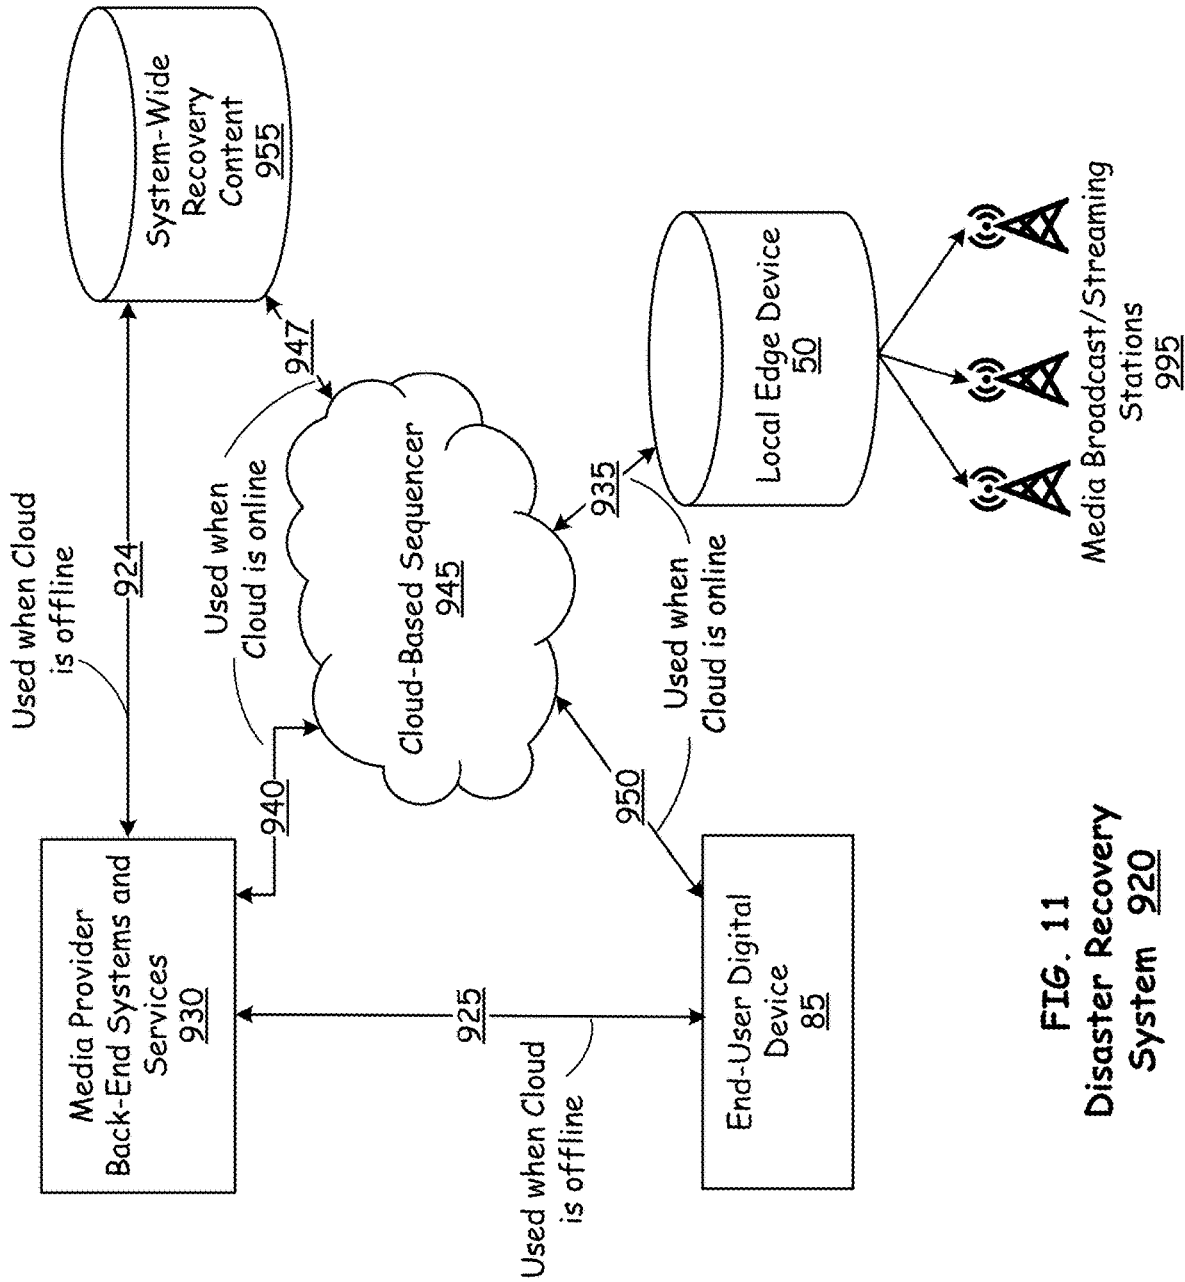 Used when Cloud
is offline
924
System-Wide
Recovery
Content
955
Media Provider
Back-End Systems and
Services
930
940
Used when
Cloud is online
947
Cloud-Based Sequencer
945
925
Used when Cloud
is offline
950
935
Used when
Cloud is online
End-User Digital
Device
85
Local Edge Device
50
Media Broadcast/Streaming
Stations
995
FIG. 11
Disaster Recovery
System 920